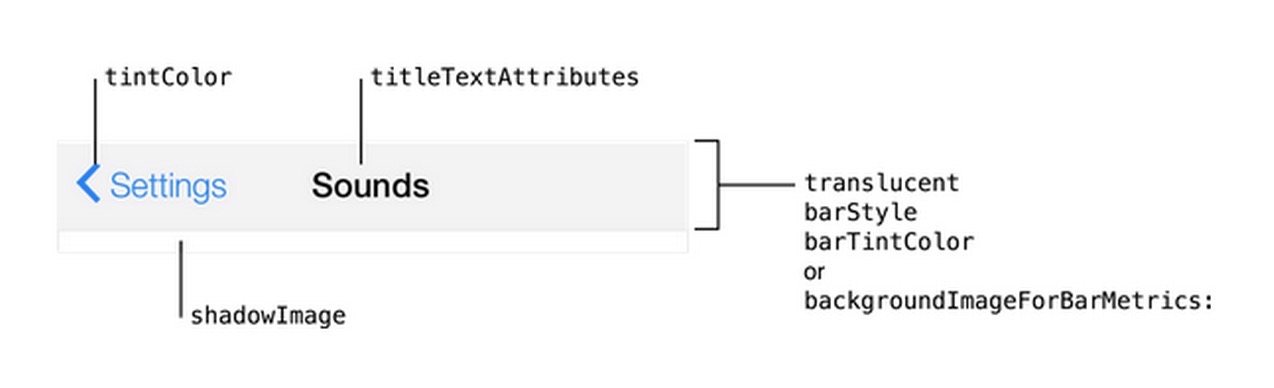 tintColor
titleTextAttributes
Settings
Sounds
translucent
barStyle
barTintColor
or
backgroundImageForBarMetrics:
shadowImage